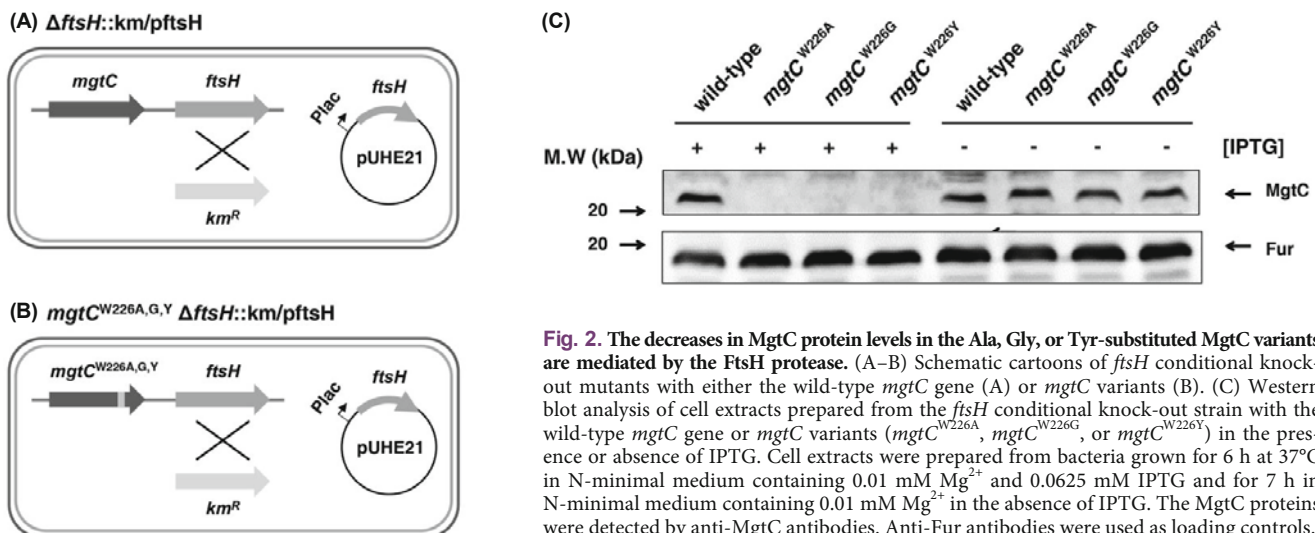 (A) ΔftsH::km/pftsH
mgtC ftsH ftsH
Plac
pUHE21
kmR
(B) mgtCW226A,G,Y ΔftsH::km/pftsH
mgtCW226A,G,Y ftsH ftsH
Plac
pUHE21
kmR
(C)
wild-type mgtCW226A mgtCW226G mgtCW226Y wild-type mgtCW226A mgtCW226G mgtCW226Y
M.W (kDa) + + + + - - - - [IPTG]
MgtC
20
20
Fur
Fig. 2. The decreases in MgtC protein levels in the Ala, Gly, or Tyr-substituted MgtC variants
are mediated by the FtsH protease. (A–B) Schematic cartoons of ftsH conditional knock-
out mutants with either the wild-type mgtC gene (A) or mgtC variants (B). (C) Western
blot analysis of cell extracts prepared from the ftsH conditional knock-out strain with the
wild-type mgtC gene or mgtC variants (mgtCW226A, mgtCW226G, or mgtCW226Y) in the pres-
ence or absence of IPTG. Cell extracts were prepared from bacteria grown for 6 h at 37°C
in N-minimal medium containing 0.01 mM Mg2+ and 0.0625 mM IPTG and for 7 h in
N-minimal medium containing 0.01 mM Mg2+ in the absence of IPTG. The MgtC proteins
were detected by anti-MgtC antibodies. Anti-Fur antibodies were used as loading controls.